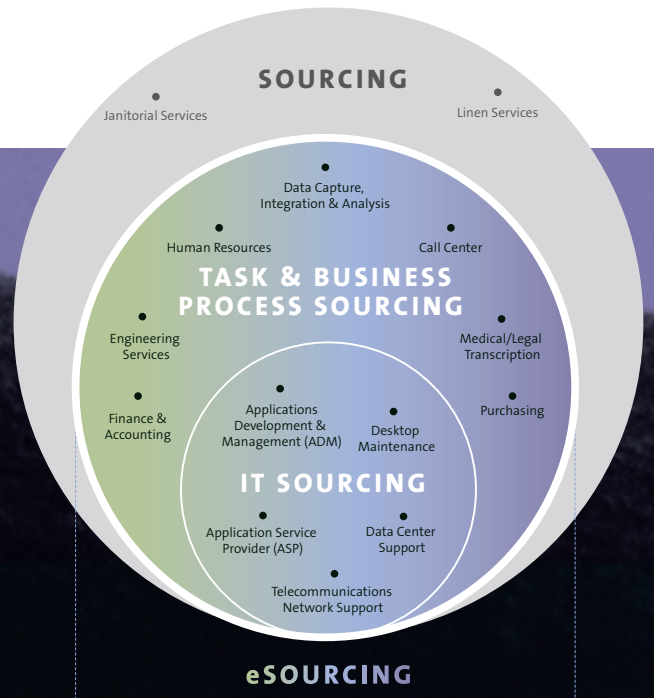 SOURCING
Janitorial Services
Linen Services
Data Capture,
Integration & Analysis
Human Resources
Call Center
TASK & BUSINESS
PROCESS SOURCING
Engineering
Services
Medical/Legal
Transcription
Finance &
Accounting
Purchasing
Applications
Development &
Management (ADM)
Desktop
Maintenance
IT SOURCING
Application Service
Provider (ASP)
Data Center
Support
Telecommunications
Network Support
eSOURCING